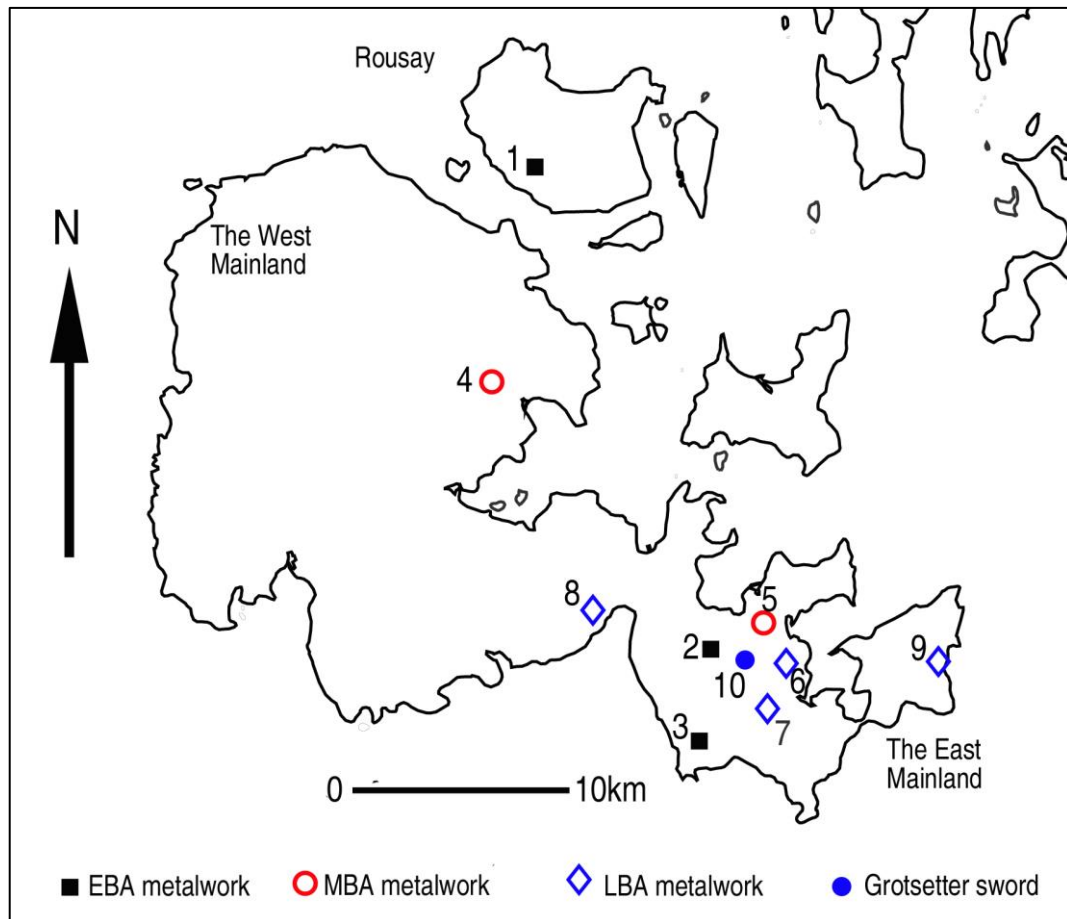 Rousay
1
N
The West
Mainland
4
8
5
2
9
10
6
3
7
The East
Mainland
0
10km
EBA metalwork
MBA metalwork
LBA metalwork
Grotsetter sword